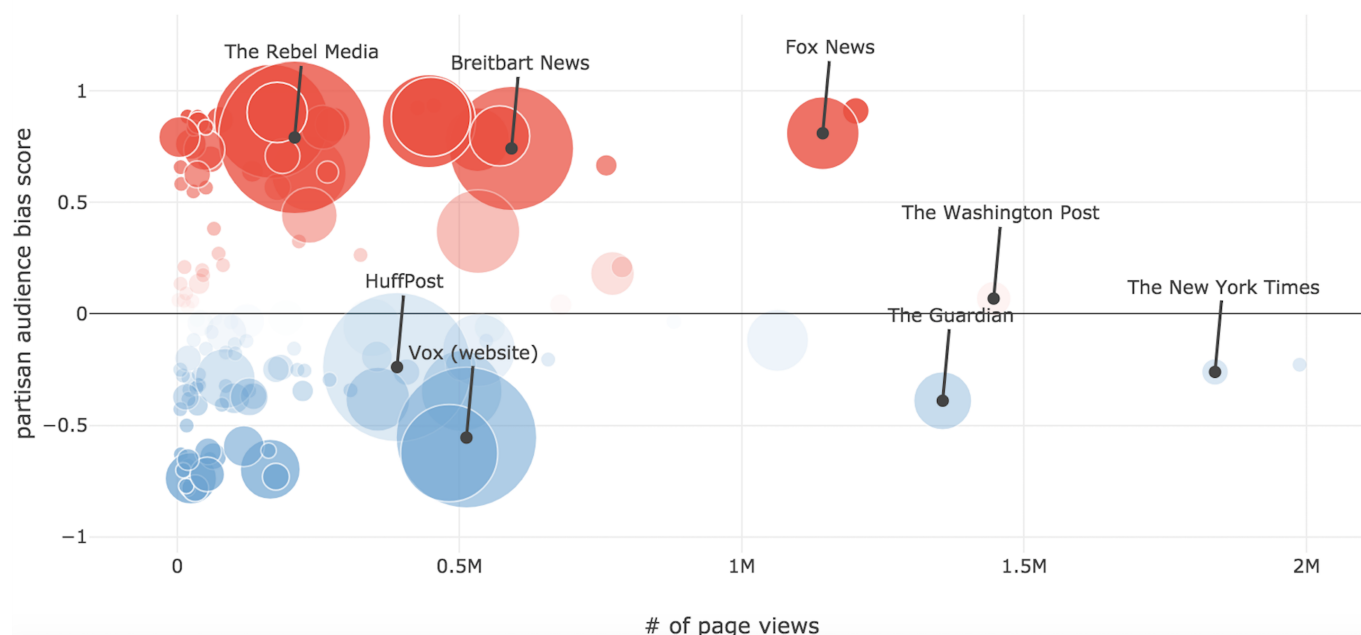 The Rebel Media
Breitbart News
Fox News
1
0.5
The Washington Post
HuffPost
The New York Times
0
The Guardian
Vox (website)
−0.5
−1
partisan audience bias score
0
0.5M
1M
1.5M
2M
# of page views